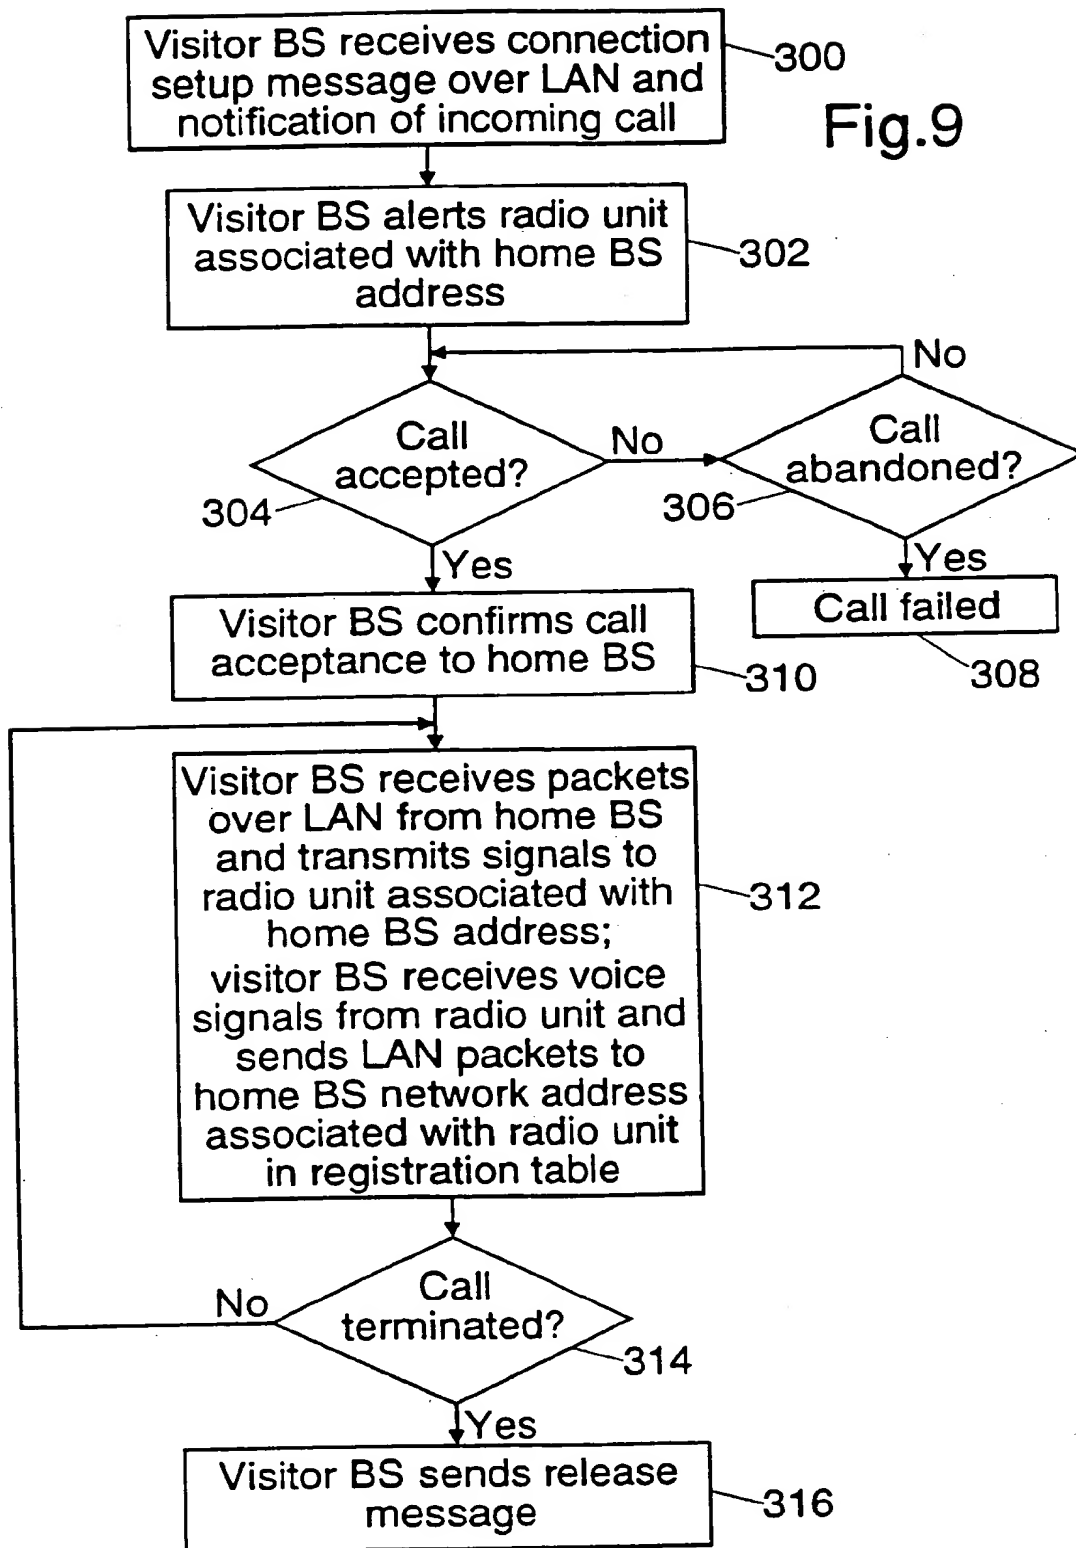 Visitor BS receives connection
setup message over LAN and
notification of incoming call
300
Fig.9
Visitor BS alerts radio unit
associated with home BS
address
302
No
Call
accepted?
304
No
Call
abandoned?
306
Yes
Yes
Call failed
308
Visitor BS confirms call
acceptance to home BS
310
Visitor BS receives packets
over LAN from home BS
and transmits signals to
radio unit associated with
home BS address;
visitor BS receives voice
signals from radio unit and
sends LAN packets to
home BS network address
associated with radio unit
in registration table
312
No
Call
terminated?
314
Yes
Visitor BS sends release
message
316